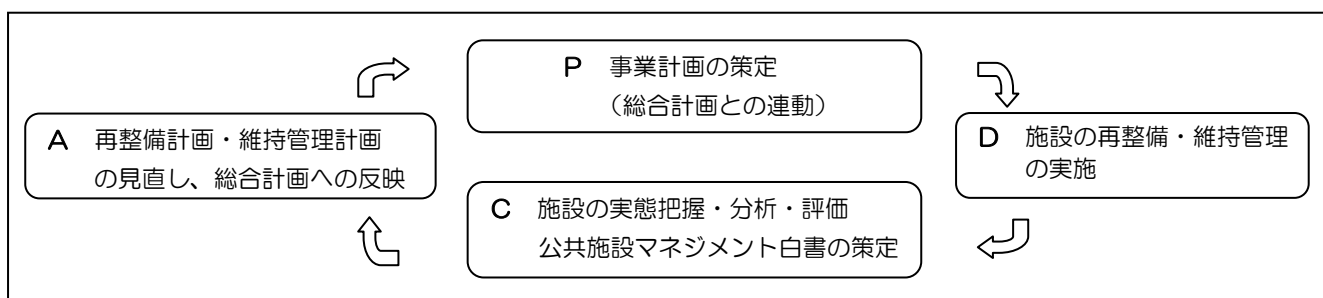 P 事業計画の策定
（総合計画との連動）
A 再整備計画・維持管理計画
の見直し、総合計画への反映
D 施設の再整備・維持管理
の実施
C 施設の実態把握・分析・評価
公共施設マネジメント白書の策定